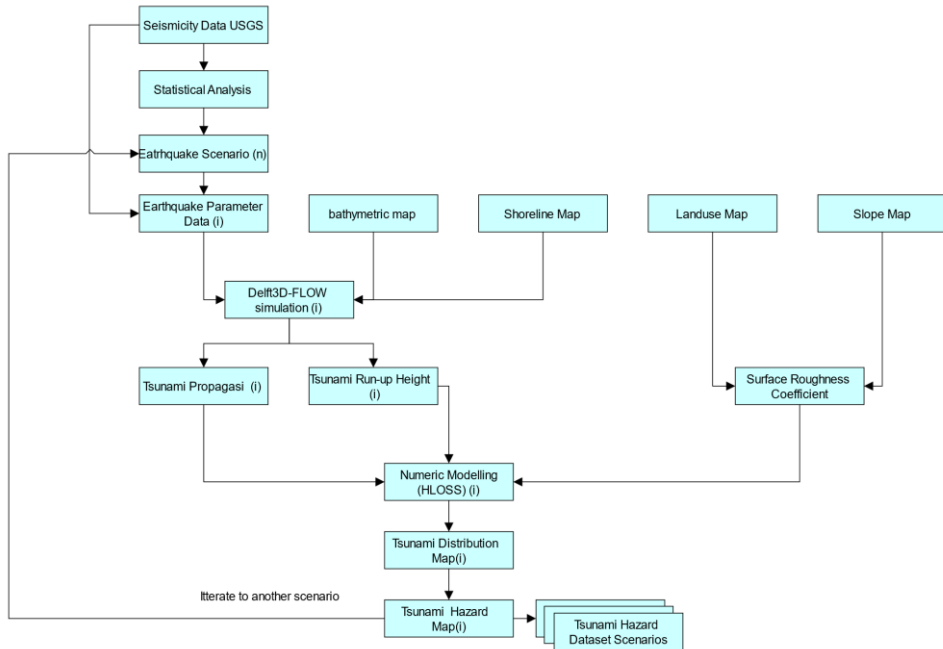 Seismicity Data USGS
Statistical Analysis
Eatrhquake Scenario (n)
Earthquake Parameter
Data (i)
bathymetric map
Shoreline Map
Landuse Map
Slope Map
Delft3D-FLOW
simulation (i)
Tsunami Propagasi (i)
Tsunami Run-up Height
(i)
Surface Roughness
Coefficient
Numeric Modelling
(HLOSS) (i)
Tsunami Distribution
Map(i)
Itterate to another scenario
Tsunami Hazard
Map(i)
Tsunami Hazard
Dataset Scenarios